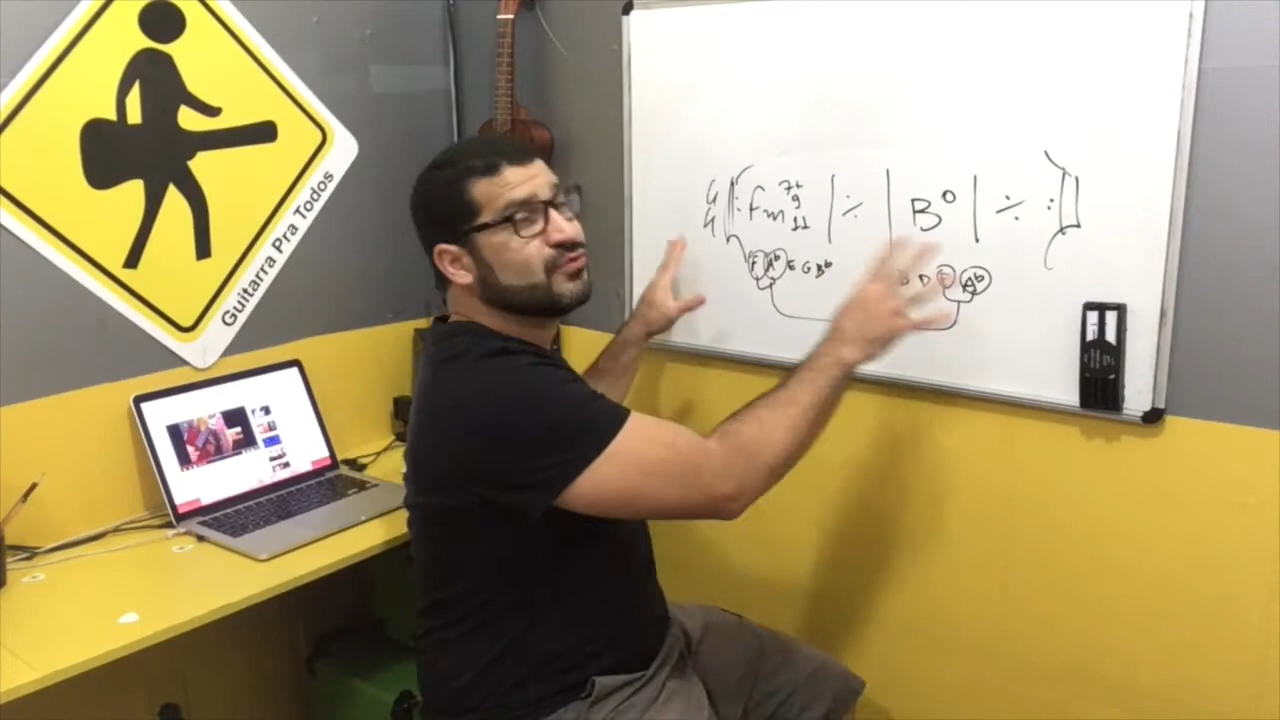 Guitarra Pra Todos
4
4
‖: Fm 7+ 9 11 | ٪ | B° | ٪ :‖
F Ab E G Bb
D F Ab